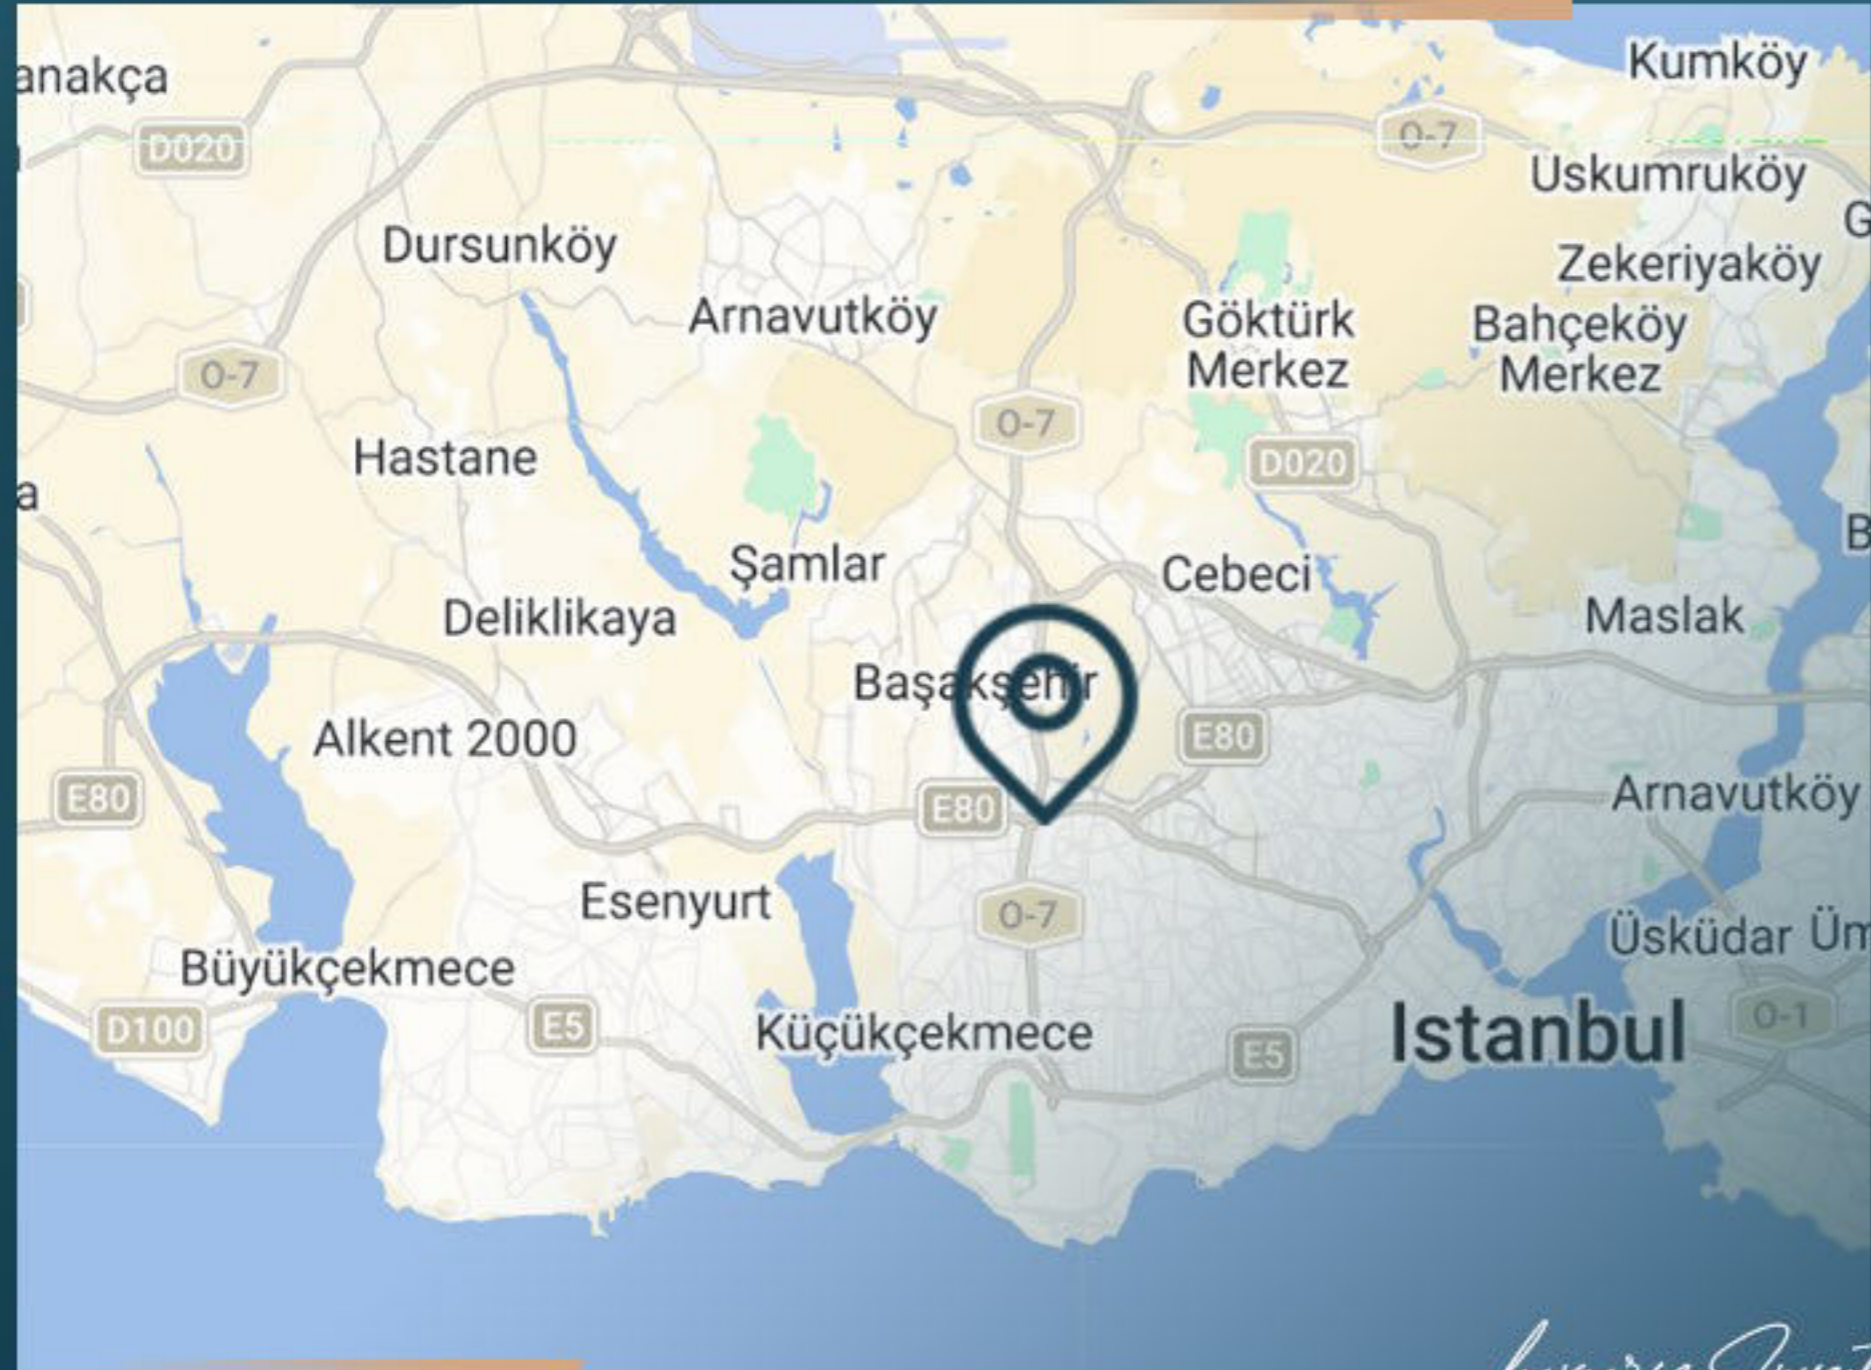 Kumköy
anakça
D020
O-7
Uskumruköy
Dursunköy
Zekeriyaköy
Arnavutköy
Göktürk
Merkez
Bahçeköy
Merkez
O-7
O-7
Hastane
D020
a
Şamlar
Cebeci
Deliklikaya
Maslak
Başakşehir
Alkent 2000
E80
E80
E80
Arnavutköy
Esenyurt
O-7
Üsküdar
Üm
Büyükçekmece
D100
E5
Küçükçekmece
E5
Istanbul
O-1